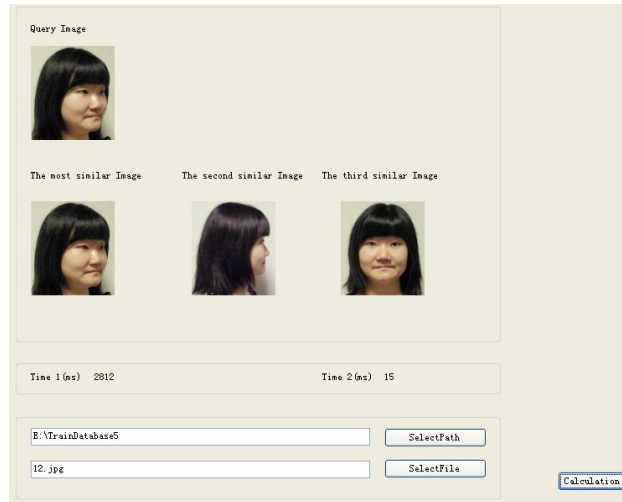 Query Image
The most similar Image The second similar Image The third similar Image
Time 1(ms) 2812 Time 2(ms) 15
E:\TrainDatabase5 SelectPath
12.jpg SelectFile
Calculation